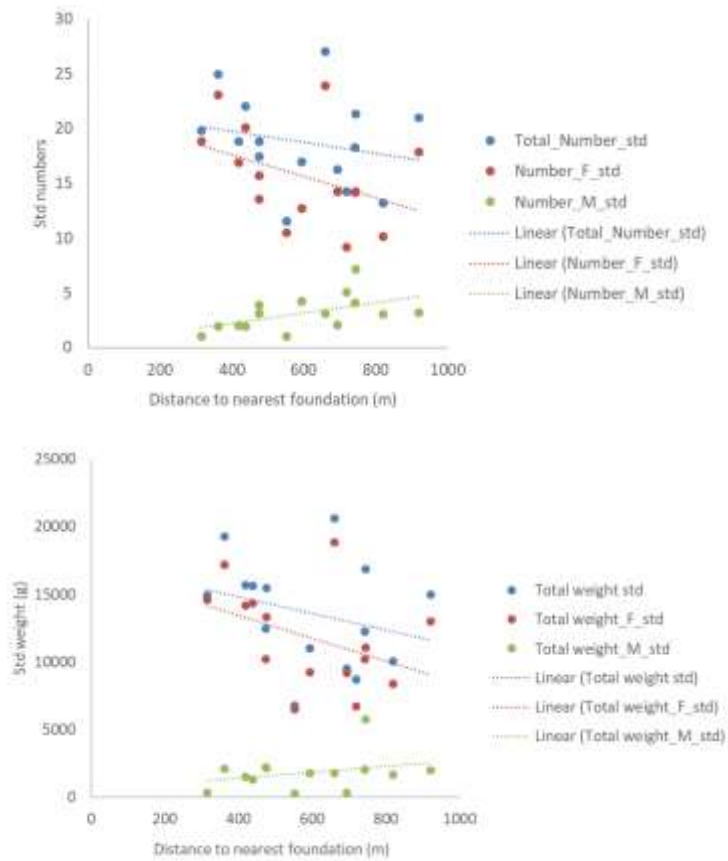 30
25
20
15
10
5
0
Std numbers
0 200 400 600 800 1000
Distance to nearest foundation (m)
Total_Number_std
Number_F_std
Number_M_std
Linear (Total_Number_std)
Linear (Number_F_std)
Linear (Number_M_std)
25000
20000
15000
10000
5000
0
Std weight (g)
0 200 400 600 800 1000
Distance to nearest foundation (m)
Total weight std
Total weight_F_std
Total weight_M_std
Linear (Total weight std)
Linear (Total weight_F_std)
Linear (Total weight_M_std)